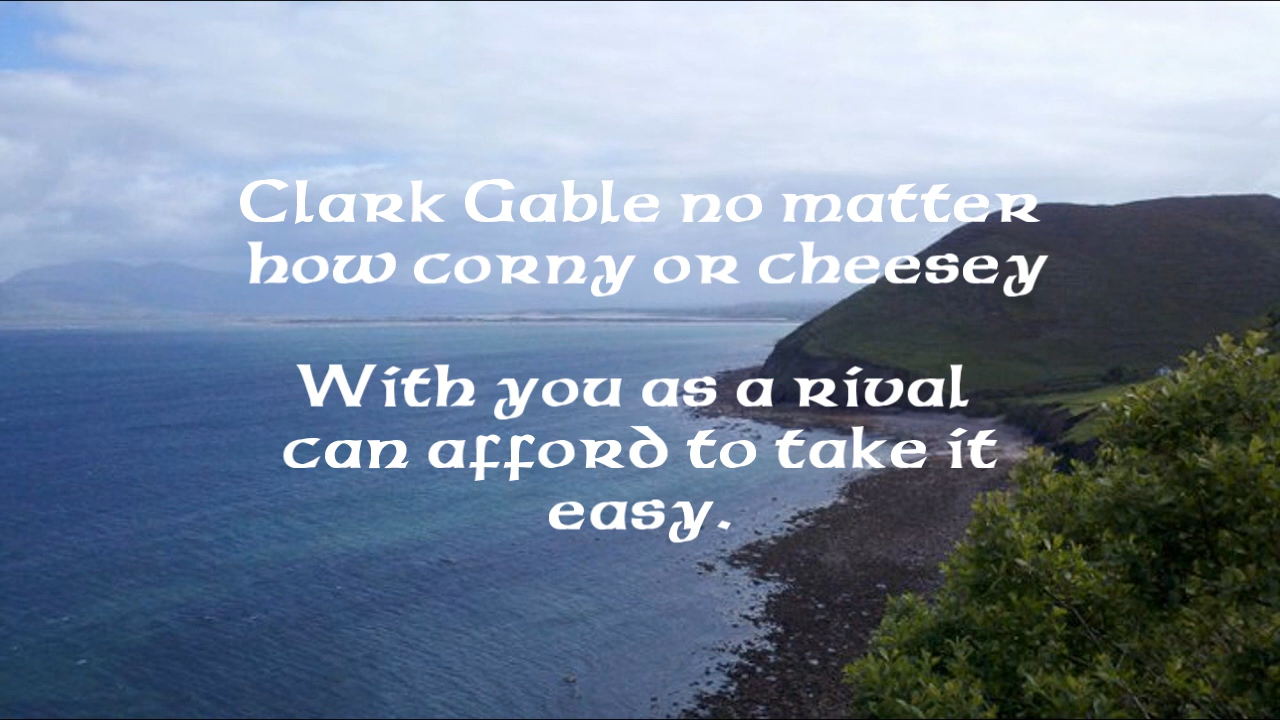 Clark Gable no matter
how corny or cheesey
With you as a rival
can afford to take it
easy.